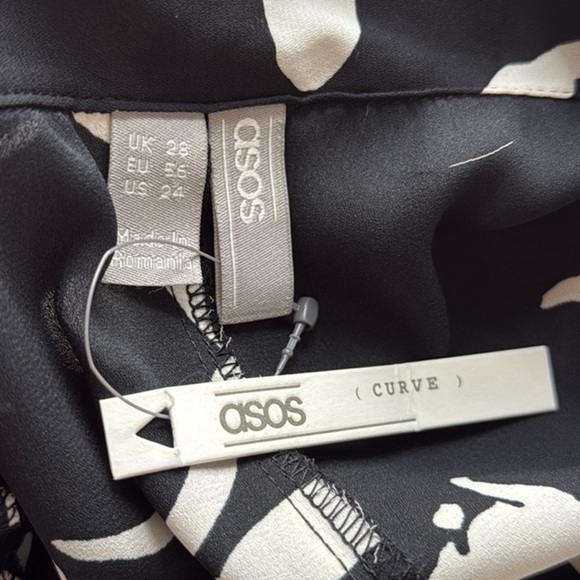 UK 28
EU 56
US 24
Made In
Romania
asos
asos
( CURVE )